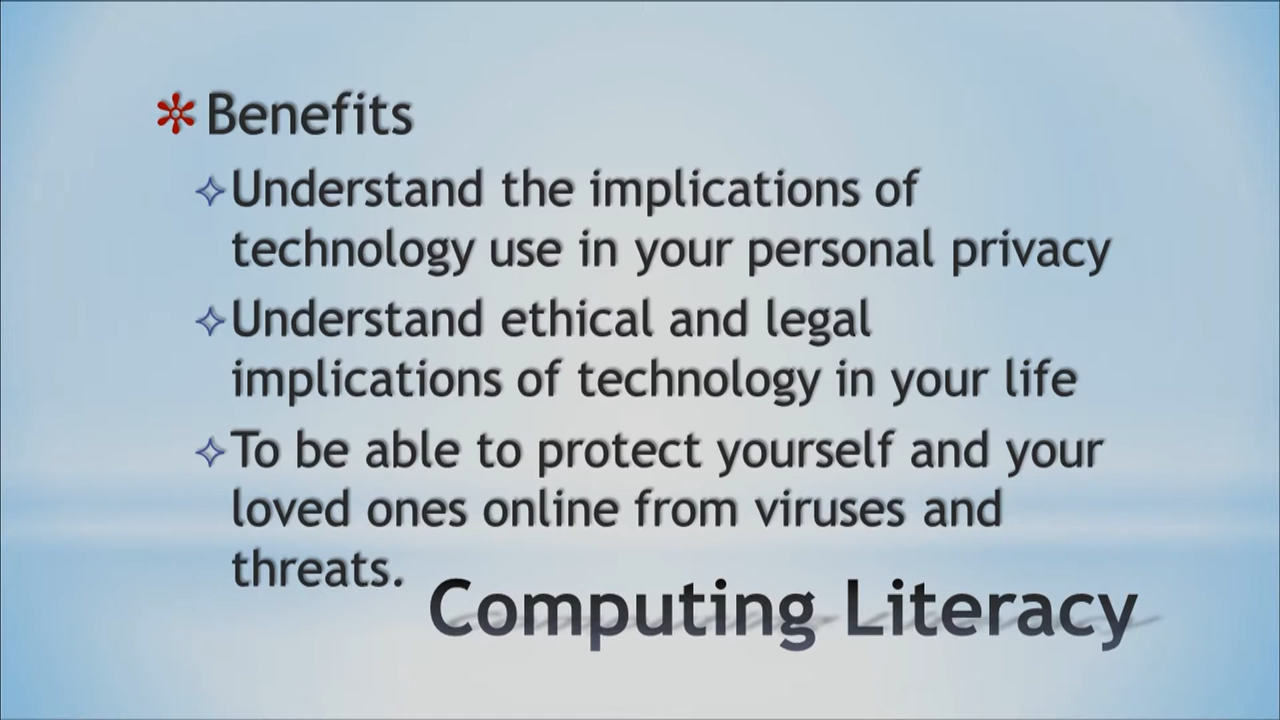 Benefits
Understand the implications of
technology use in your personal privacy
Understand ethical and legal
implications of technology in your life
To be able to protect yourself and your
loved ones online from viruses and
threats.
Computing Literacy